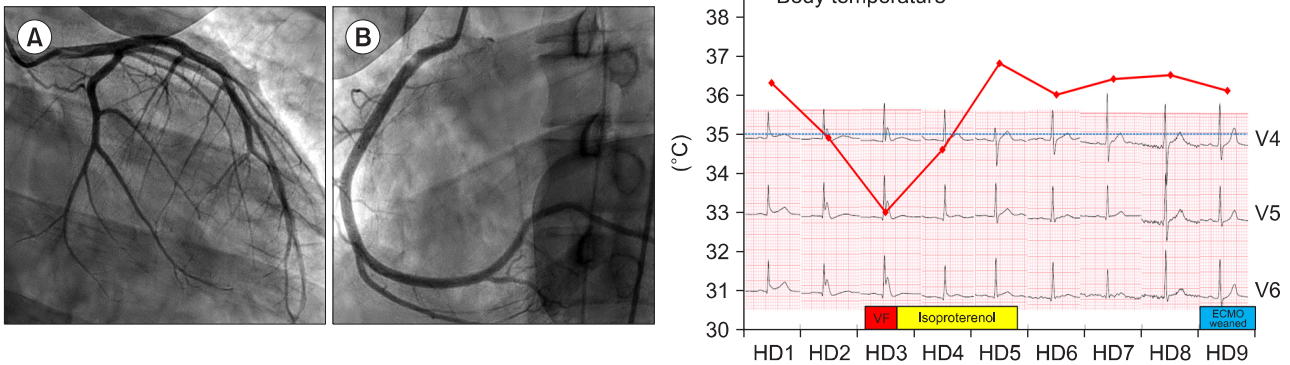 A
B
Body temperature
38
37
36
35
34
33
32
31
30
(°C)
V4
V5
V6
VF
Isoproterenol
ECMO
weaned
HD1 HD2 HD3 HD4 HD5 HD6 HD7 HD8 HD9